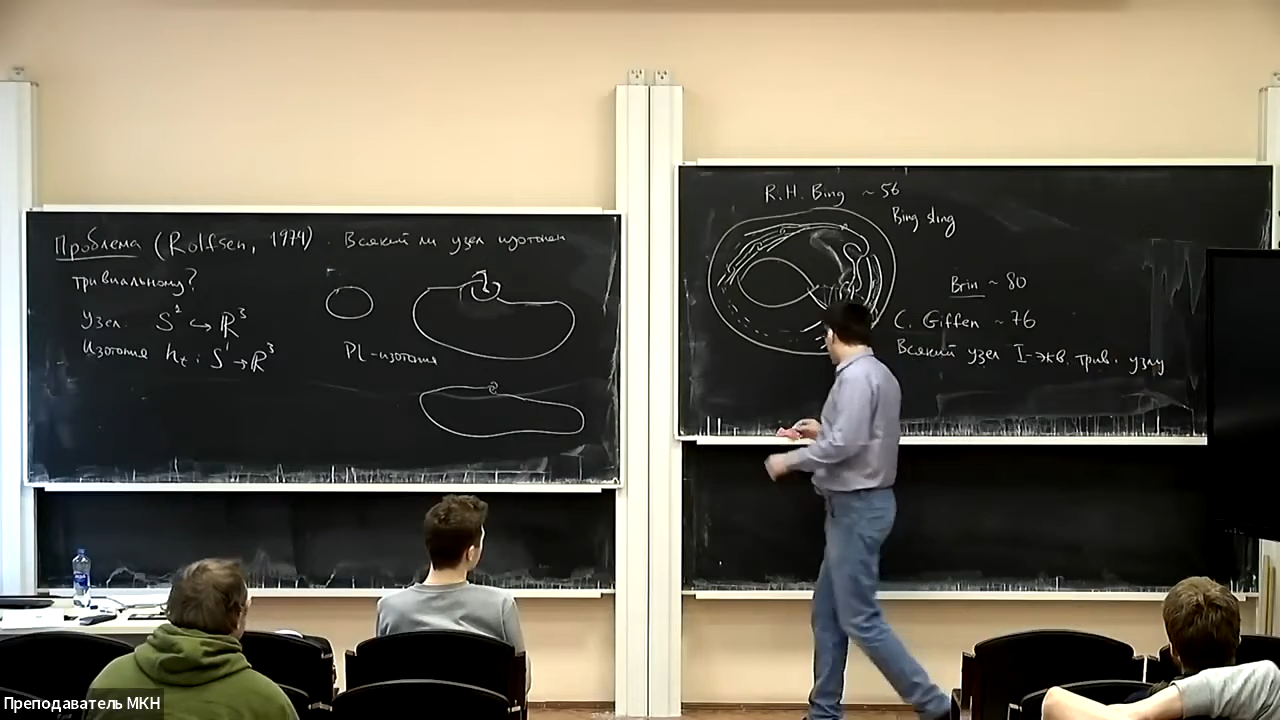 Проблема (Rolfsen, 1974). Всякий ли узел изотопен
тривиальному?
Узел. S¹ ↪ ℝ³
Изотопия hₜ : S¹ → ℝ³
PL-изотопия
R.H. Bing ~ 56
Bing sling
Brin ~ 80
C. Giffen ~ 76
Всякий узел I-экв. трив. узлу
Преподаватель МКН